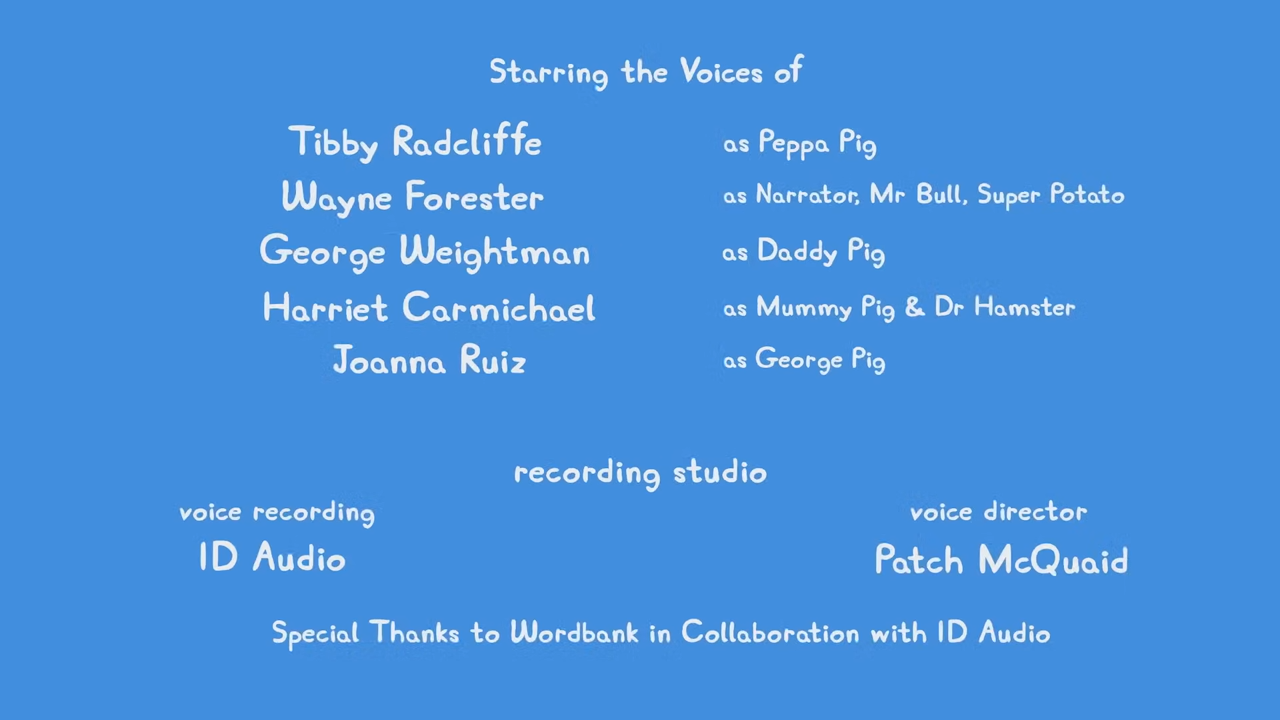 Starring the Voices of
Tibby Radcliffe as Peppa Pig
Wayne Forester as Narrator, Mr Bull, Super Potato
George Weightman as Daddy Pig
Harriet Carmichael as Mummy Pig & Dr Hamster
Joanna Ruiz as George Pig
recording studio
voice recording voice director
ID Audio Patch McQuaid
Special Thanks to Wordbank in Collaboration with ID Audio